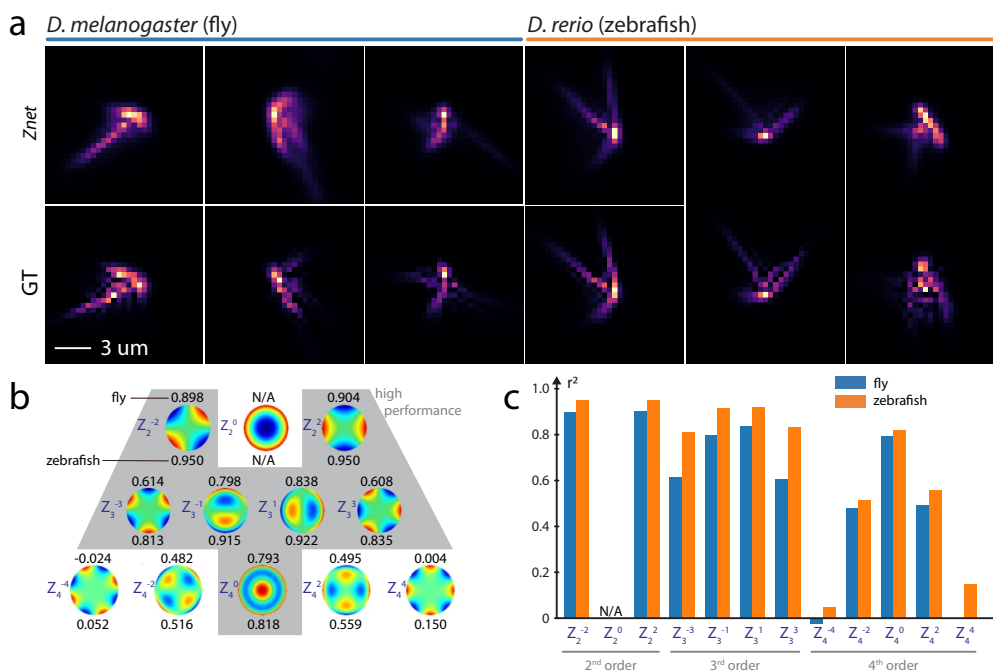 a
D. melanogaster (fly)
D. rerio (zebrafish)
Znet
GT
3 um
b
high
performance
fly
0.898
N/A
0.904
Z₂⁻²
Z₂⁰
Z₂²
zebrafish
0.950
N/A
0.950
0.614
0.798
0.838
0.608
Z₃⁻³
Z₃⁻¹
Z₃¹
Z₃³
0.813
0.915
0.922
0.835
-0.024
0.482
0.793
0.495
0.004
Z₄⁻⁴
Z₄⁻²
Z₄⁰
Z₄²
Z₄⁴
0.052
0.516
0.818
0.559
0.150
c
r²
fly
zebrafish
1.0
0.8
0.6
0.4
0.2
0
N/A
Z₂⁻² Z₂⁰ Z₂² Z₃⁻³ Z₃⁻¹ Z₃¹ Z₃³ Z₄⁻⁴ Z₄⁻² Z₄⁰ Z₄² Z₄⁴
2ⁿᵈ order
3ʳᵈ order
4ᵗʰ order